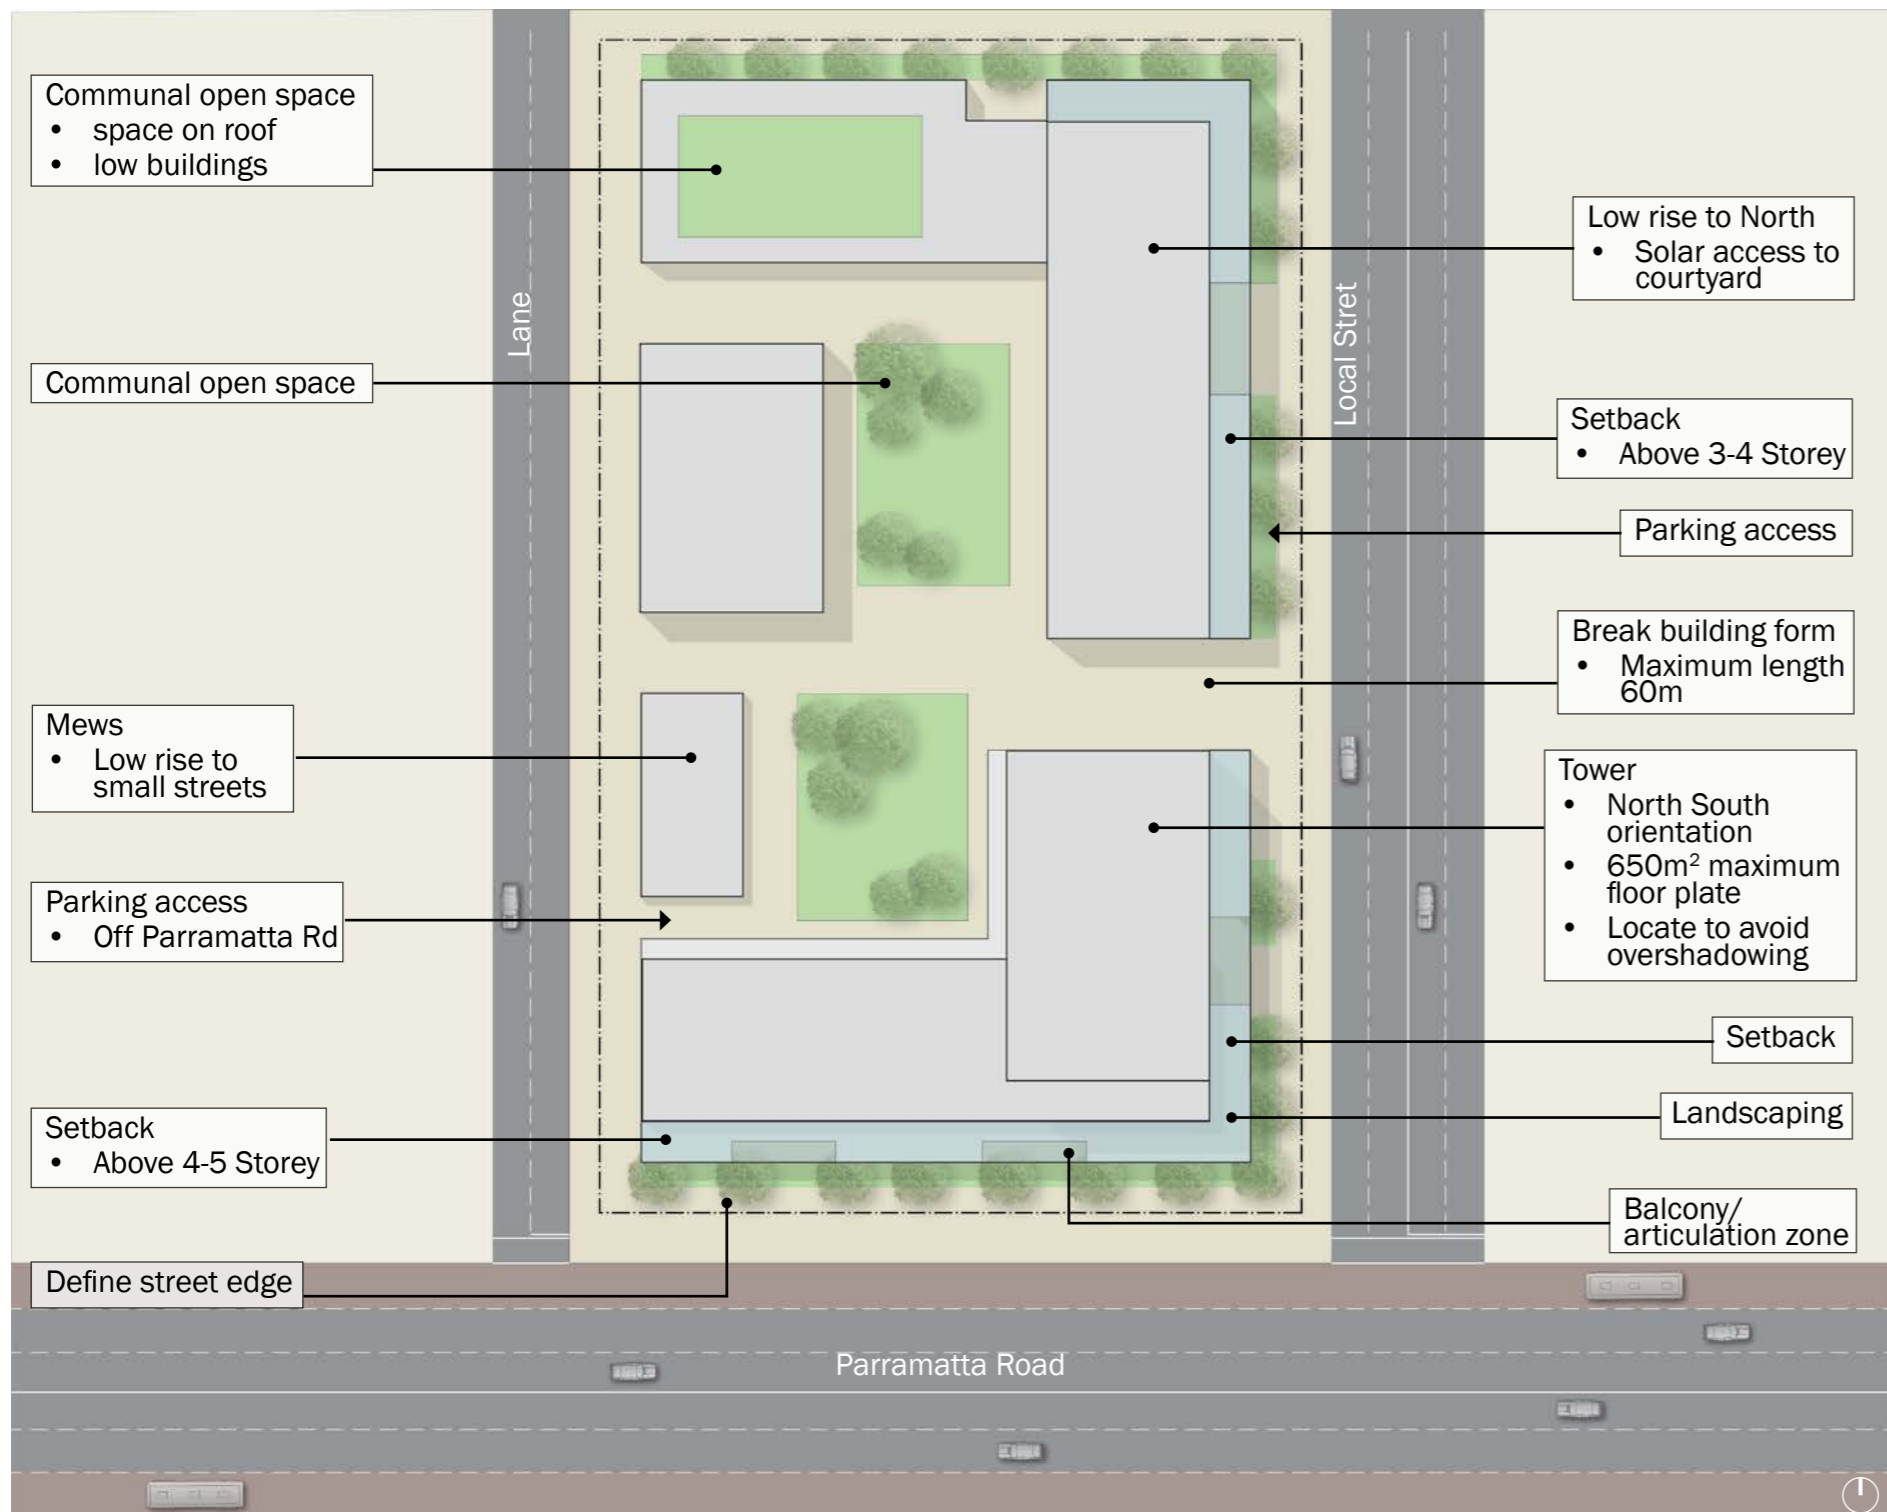 Communal open space
• space on roof
• low buildings
Communal open space
Mews
• Low rise to
small streets
Parking access
• Off Parramatta Rd
Setback
• Above 4-5 Storey
Define street edge
Lane
Local Stret
Low rise to North
• Solar access to
courtyard
Setback
• Above 3-4 Storey
Parking access
Break building form
• Maximum length
60m
Tower
• North South
orientation
• 650m² maximum
floor plate
• Locate to avoid
overshadowing
Setback
Landscaping
Balcony/
articulation zone
Parramatta Road